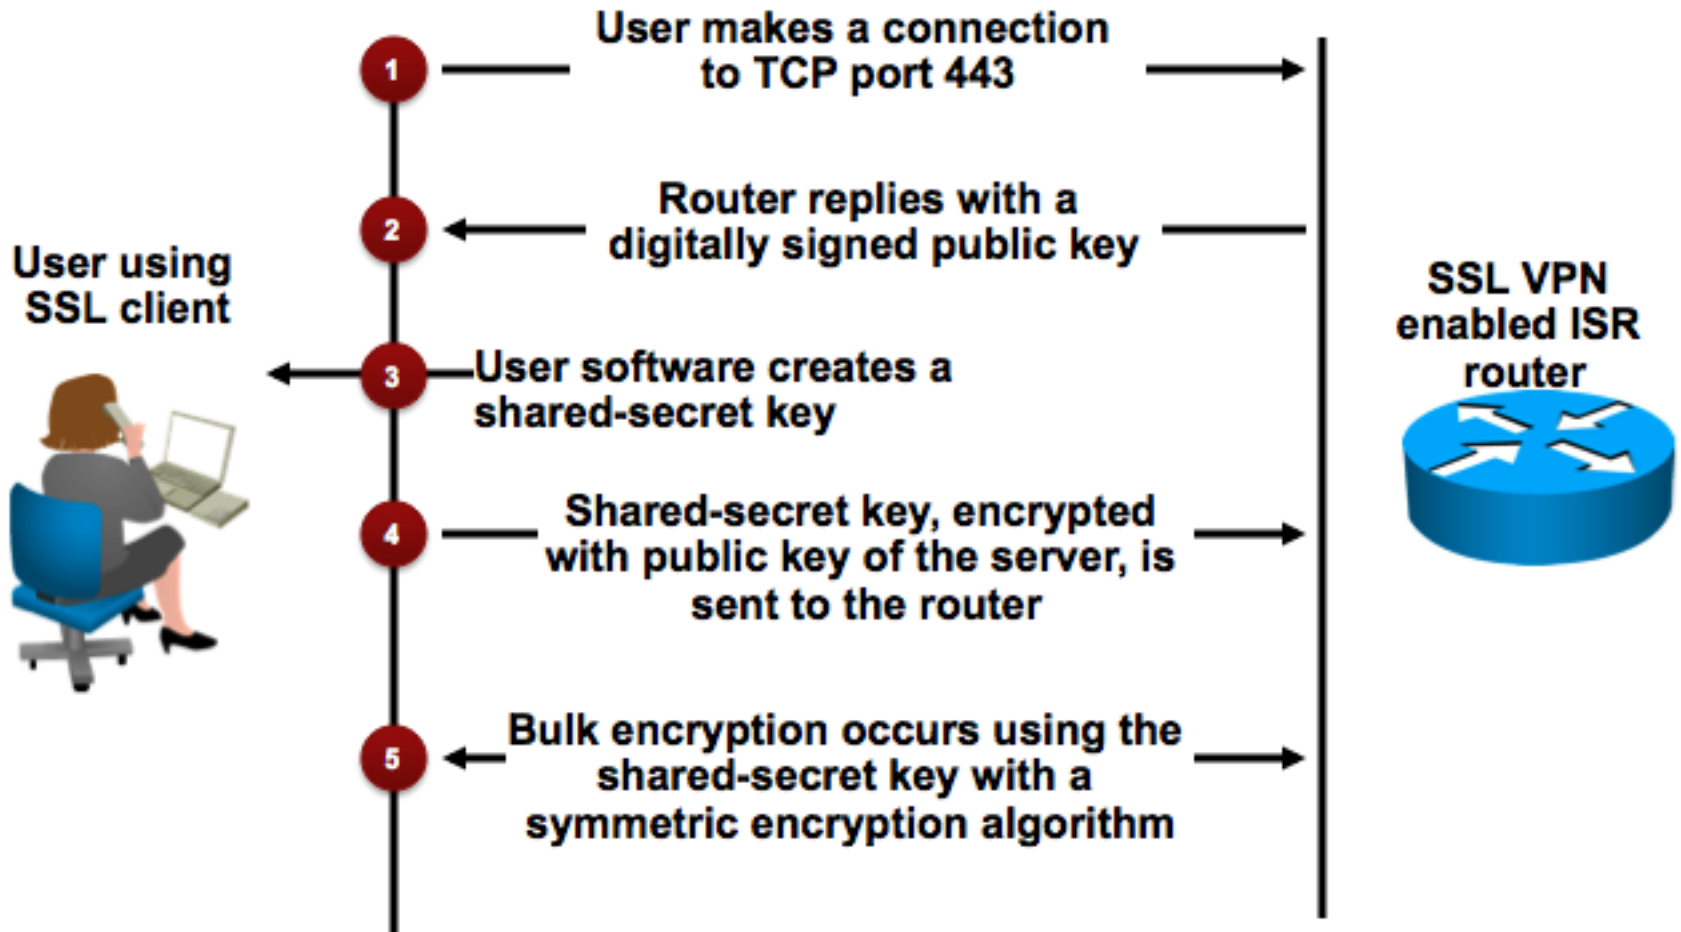 User makes a connection
to TCP port 443
1
Router replies with a
digitally signed public key
2
User using
SSL client
SSL VPN
enabled ISR
router
User software creates a
shared-secret key
3
Shared-secret key, encrypted
with public key of the server, is
sent to the router
4
Bulk encryption occurs using the
shared-secret key with a
symmetric encryption algorithm
5